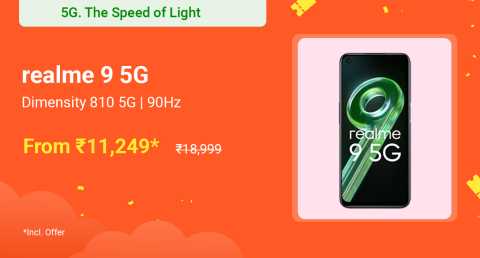 5G. The Speed of Light
realme 9 5G
Dimensity 810 5G | 90Hz
From ₹11,249* ₹18,999
*Incl. Offer
realme
9 5G